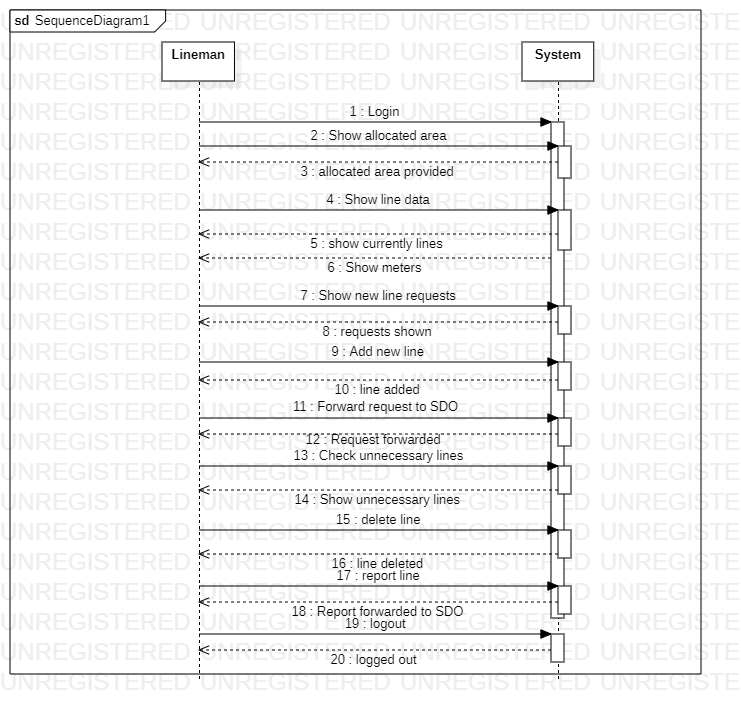 sd SequenceDiagram1
Lineman System
1 : Login
2 : Show allocated area
3 : allocated area provided
4 : Show line data
5 : show currently lines
6 : Show meters
7 : Show new line requests
8 : requests shown
9 : Add new line
10 : line added
11 : Forward request to SDO
12 : Request forwarded
13 : Check unnecessary lines
14 : Show unnecessary lines
15 : delete line
16 : line deleted
17 : report line
18 : Report forwarded to SDO
19 : logout
20 : logged out
UNREGISTERED